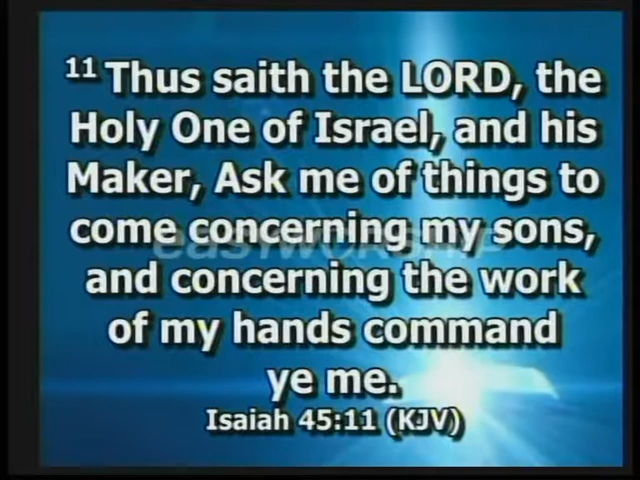 11 Thus saith the LORD, the
Holy One of Israel, and his
Maker, Ask me of things to
come concerning my sons,
easyworship
and concerning the work
of my hands command
ye me.
Isaiah 45:11 (KJV)